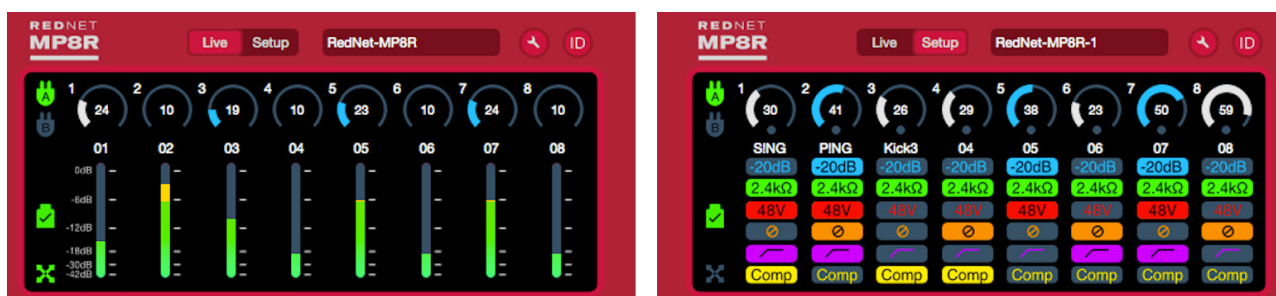 REDNET
MP8R
Live Setup RedNet-MP8R ID
A 1 2 3 4 5 6 7 8
B 24 10 19 10 23 10 24 10
01 02 03 04 05 06 07 08
0dB
-6dB
-12dB
-18dB
-30dB
-42dB
REDNET
MP8R
Live Setup RedNet-MP8R-1 ID
A 1 2 3 4 5 6 7 8
B 30 41 26 29 38 23 50 59
SING PING Kick3 04 05 06 07 08
-20dB -20dB -20dB -20dB -20dB -20dB -20dB -20dB
2.4kΩ 2.4kΩ 2.4kΩ 2.4kΩ 2.4kΩ 2.4kΩ 2.4kΩ 2.4kΩ
48V 48V 48V 48V 48V 48V 48V 48V
Comp Comp Comp Comp Comp Comp Comp Comp